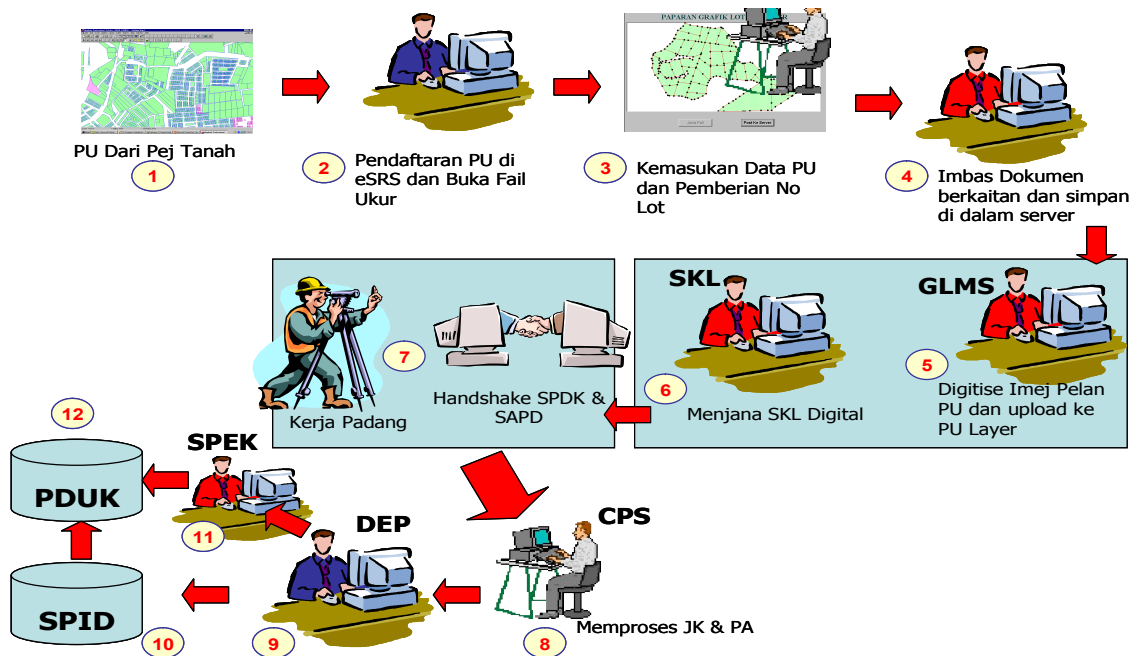 PU Dari Pej Tanah
1
2
Pendaftaran PU di
eSRS dan Buka Fail
Ukur
PAPARAN GRAFIK LOT
3
Kemasukan Data PU
dan Pemberian No
Lot
4
Imbas Dokumen
berkaitan dan simpan
di dalam server
GLMS
5
Digitise Imej Pelan
PU dan upload ke
PU Layer
SKL
6
Menjana SKL Digital
7
Handshake SPDK &
SAPD
Kerja Padang
CPS
8
Memproses JK & PA
DEP
9
SPID
10
SPEK
11
12
PDUK